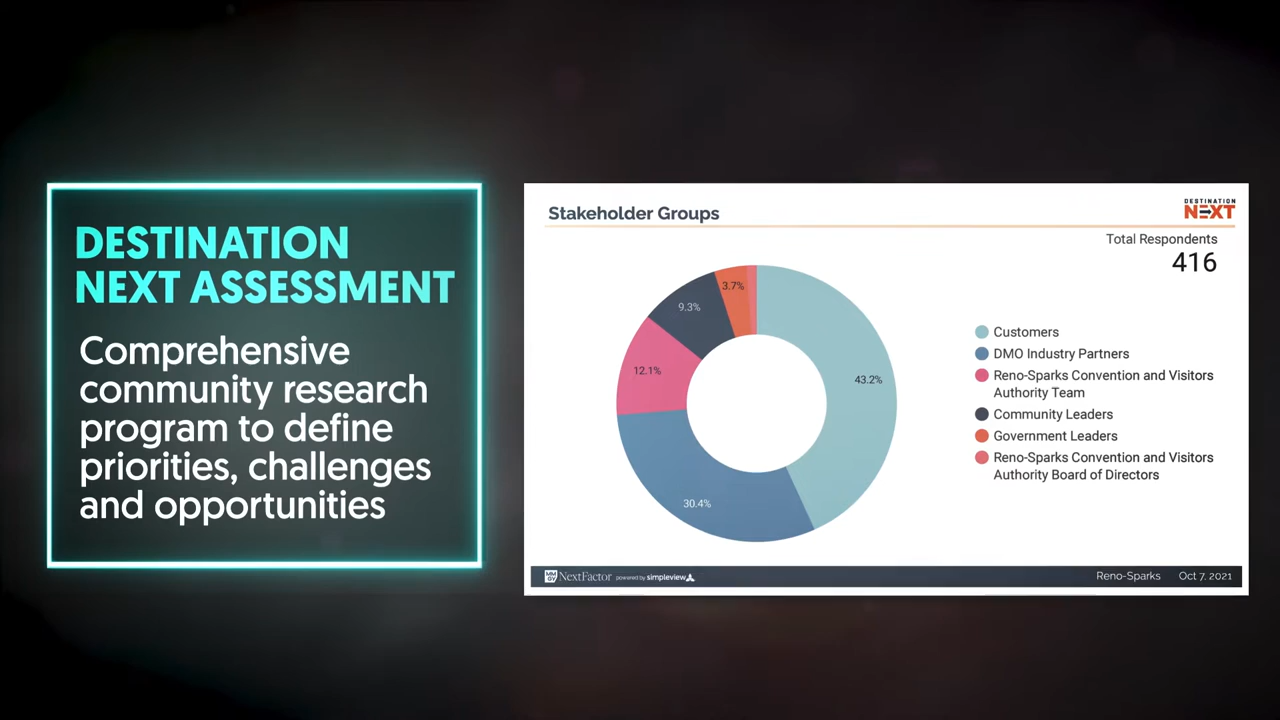 DESTINATION
NEXT ASSESSMENT
Comprehensive
community research
program to define
priorities, challenges
and opportunities
Stakeholder Groups
DESTINATION
NEXT
Total Respondents
416
3.7%
9.3%
12.1%
43.2%
30.4%
Customers
DMO Industry Partners
Reno-Sparks Convention and Visitors
Authority Team
Community Leaders
Government Leaders
Reno-Sparks Convention and Visitors
Authority Board of Directors
MMGY NextFactor powered by simpleview
Reno-Sparks Oct 7, 2021